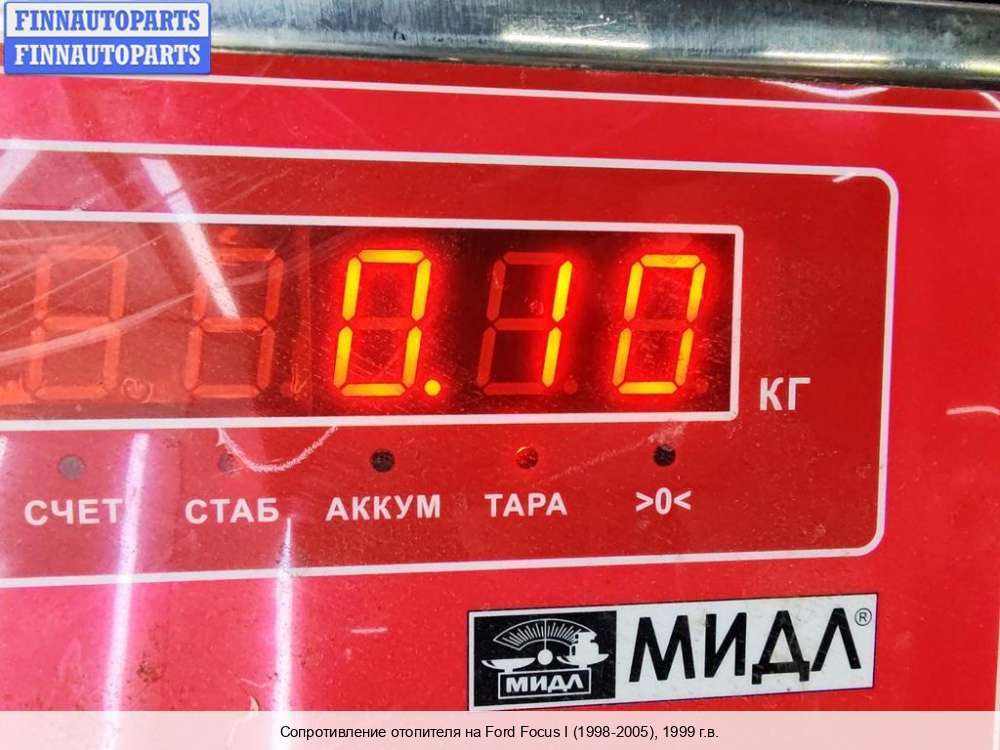 FINNAUTOPARTS
FINNAUTOPARTS
0.10
КГ
СЧЕТ СТАБ АККУМ ТАРА >0<
МИДЛ МИДЛ®
Сопротивление отопителя на Ford Focus I (1998-2005), 1999 г.в.